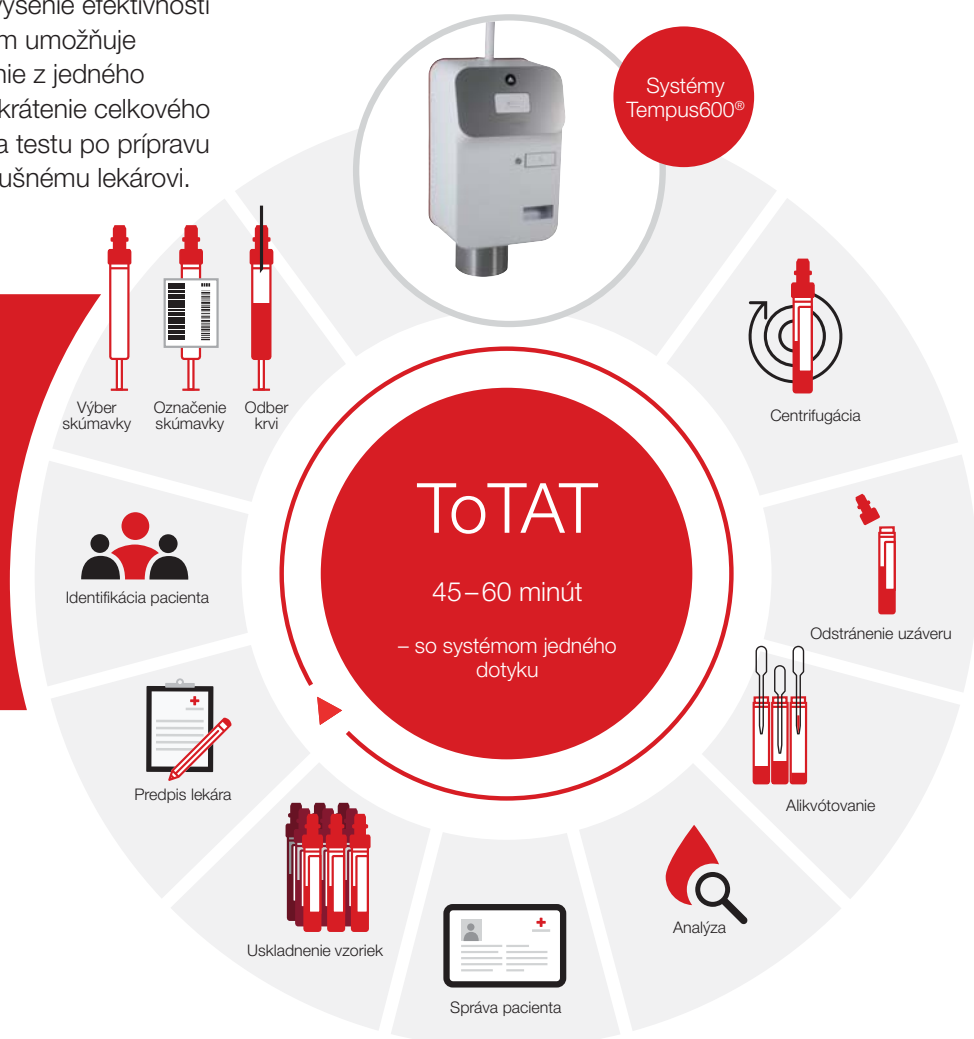 výšenie efektívnosti
m umožňuje
nie z jedného
krátenie celkového
a testu po prípravu
ušnému lekárovi.
Systémy
Tempus600®
Výber
skúmavky
Označenie
skúmavky
Odber
krvi
Centrifugácia
Identifikácia pacienta
ToTAT
45–60 minút
– so systémom jedného
dotyku
Odstránenie uzáveru
Predpis lekára
Alikvótovanie
Uskladnenie vzoriek
Analýza
Správa pacienta